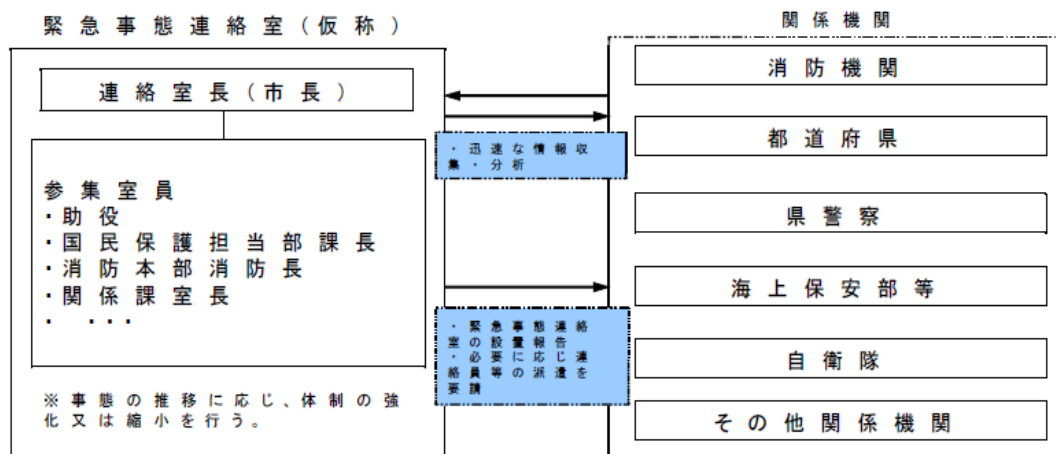 緊急事態連絡室(仮称)
連絡室長(市長)
参集室員
・助役
・国民保護担当部課長
・消防本部消防長
・関係課室長
・ ・・・
※事態の推移に応じ、体制の強
化又は縮小を行う。
・迅速な情報収
集・分析
・緊急事態連絡
室の設置報告
・必要に応じ連
絡員等の派遣を
要請
関係機関
消防機関
都道府県
県警察
海上保安部等
自衛隊
その他関係機関